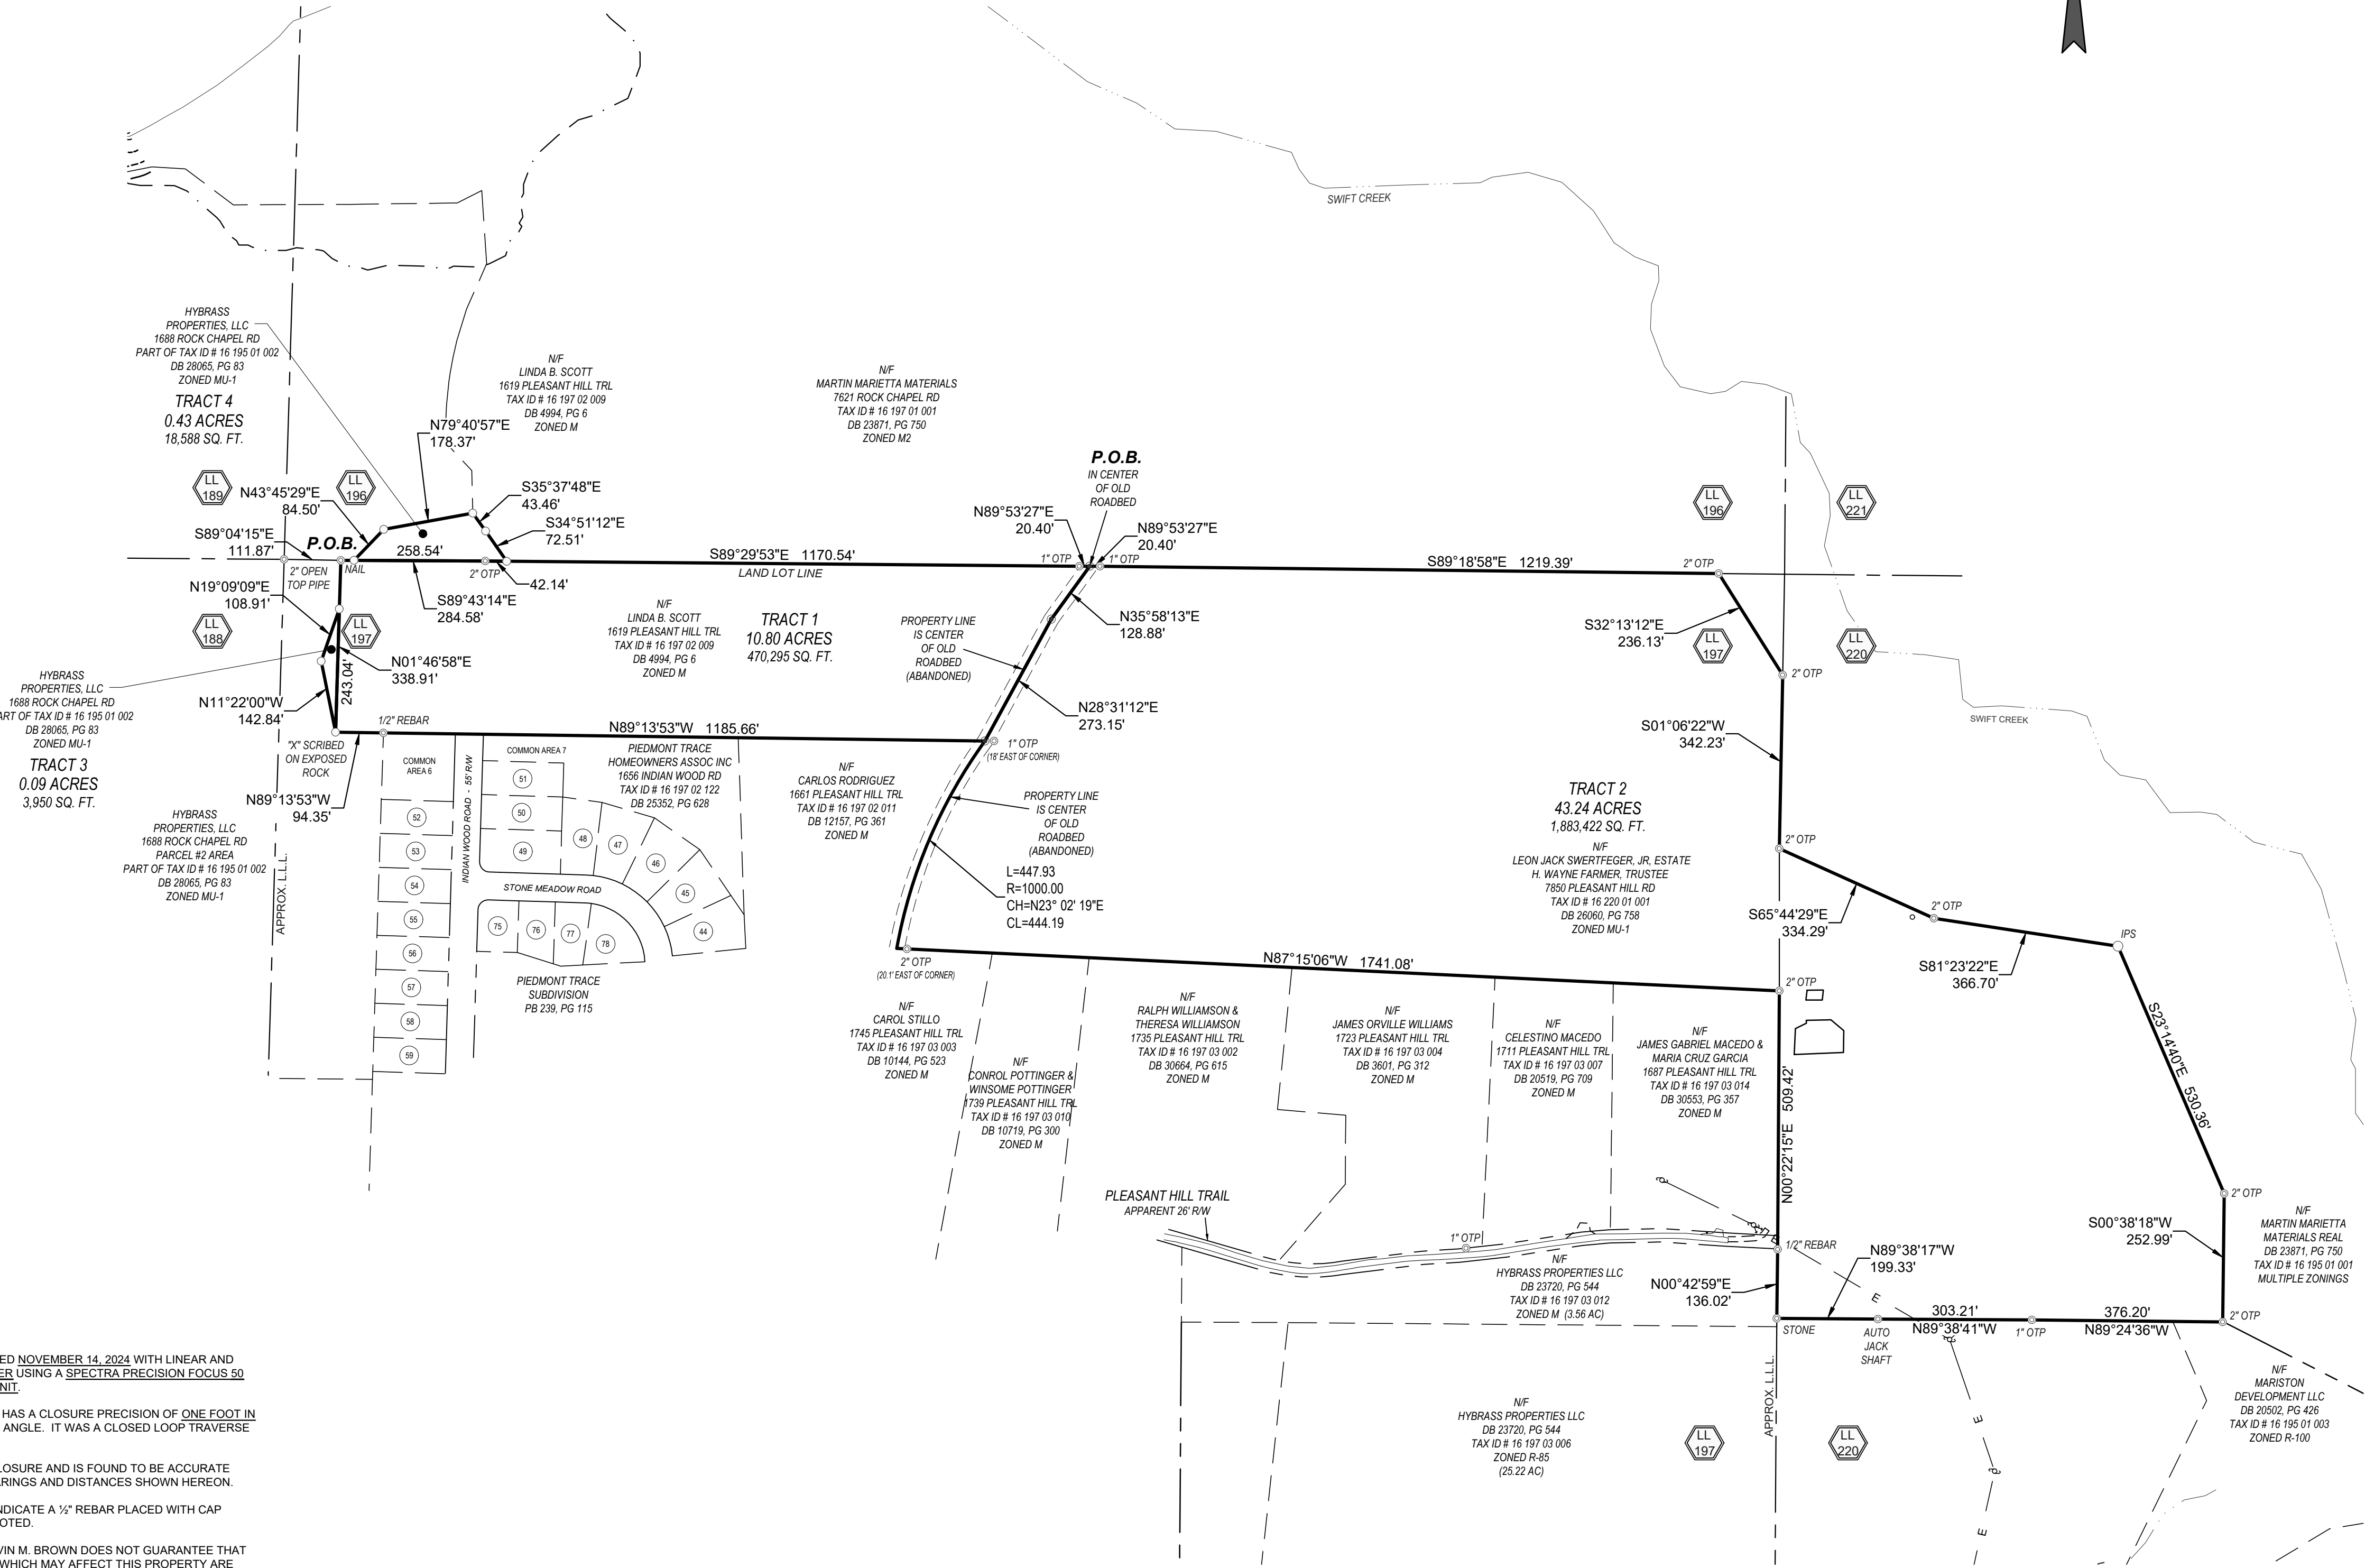 SWIFT CREEK
HYBRASS
PROPERTIES, LLC
1688 ROCK CHAPEL RD
PART OF TAX ID # 16 195 01 002
DB 28065, PG 83
ZONED MU-1
TRACT 4
0.43 ACRES
18,588 SQ. FT.
N/F
LINDA B. SCOTT
1619 PLEASANT HILL TRL
TAX ID # 16 197 02 009
DB 4994, PG 6
ZONED M
N/F
MARTIN MARIETTA MATERIALS
7621 ROCK CHAPEL RD
TAX ID # 16 197 01 001
DB 23871, PG 750
ZONED M2
N79°40'57"E
178.37'
LL
189
LL
196
N43°45'29"E
84.50'
S35°37'48"E
43.46'
S34°51'12"E
72.51'
S89°04'15"E
111.87'
P.O.B.
258.54'
2" OPEN
TOP PIPE
NAIL
2" OTP
42.14'
S89°43'14"E
284.58'
S89°29'53"E 1170.54'
LAND LOT LINE
P.O.B.
IN CENTER
OF OLD
ROADBED
N89°53'27"E
20.40'
N89°53'27"E
20.40'
1" OTP
1" OTP
S89°18'58"E 1219.39'
2" OTP
LL
196
LL
221
LL
197
LL
220
S32°13'12"E
236.13'
2" OTP
SWIFT CREEK
N19°09'09"E
108.91'
LL
188
LL
197
N01°46'58"E
338.91'
243.04'
N11°22'00"W
142.84'
HYBRASS
PROPERTIES, LLC
1688 ROCK CHAPEL RD
ART OF TAX ID # 16 195 01 002
DB 28065, PG 83
ZONED MU-1
TRACT 3
0.09 ACRES
3,950 SQ. FT.
N/F
LINDA B. SCOTT
1619 PLEASANT HILL TRL
TAX ID # 16 197 02 009
DB 4994, PG 6
ZONED M
TRACT 1
10.80 ACRES
470,295 SQ. FT.
PROPERTY LINE
IS CENTER
OF OLD
ROADBED
(ABANDONED)
N35°58'13"E
128.88'
N28°31'12"E
273.15'
1" OTP
(18' EAST OF CORNER)
1/2" REBAR
N89°13'53"W 1185.66'
"X" SCRIBED
ON EXPOSED
ROCK
N89°13'53"W
94.35'
HYBRASS
PROPERTIES, LLC
1688 ROCK CHAPEL RD
PARCEL #2 AREA
PART OF TAX ID # 16 195 01 002
DB 28065, PG 83
ZONED MU-1
APPROX. L.L.L.
COMMON
AREA 6
INDIAN WOOD ROAD - 55' R/W
COMMON AREA 7
PIEDMONT TRACE
HOMEOWNERS ASSOC INC
1656 INDIAN WOOD RD
TAX ID # 16 197 02 122
DB 25352, PG 628
51
50
49
48
47
46
45
44
52
53
54
55
56
57
58
59
STONE MEADOW ROAD
75
76
77
78
PIEDMONT TRACE
SUBDIVISION
PB 239, PG 115
N/F
CARLOS RODRIGUEZ
1661 PLEASANT HILL TRL
TAX ID # 16 197 02 011
DB 12157, PG 361
ZONED M
PROPERTY LINE
IS CENTER
OF OLD
ROADBED
(ABANDONED)
L=447.93
R=1000.00
CH=N23° 02' 19"E
CL=444.19
2" OTP
(20.1' EAST OF CORNER)
N87°15'06"W 1741.08'
S01°06'22"W
342.23'
TRACT 2
43.24 ACRES
1,883,422 SQ. FT.
N/F
LEON JACK SWERTFEGER, JR, ESTATE
H. WAYNE FARMER, TRUSTEE
7850 PLEASANT HILL RD
TAX ID # 16 220 01 001
DB 26060, PG 758
ZONED MU-1
2" OTP
S65°44'29"E
334.29'
2" OTP
S81°23'22"E
366.70'
IPS
S23°14'40"E 530.36'
2" OTP
N/F
CAROL STILLO
1745 PLEASANT HILL TRL
TAX ID # 16 197 03 003
DB 10144, PG 523
ZONED M
N/F
CONROL POTTINGER &
WINSOME POTTINGER
1739 PLEASANT HILL TRL
TAX ID # 16 197 03 010
DB 10719, PG 300
ZONED M
N/F
RALPH WILLIAMSON &
THERESA WILLIAMSON
1735 PLEASANT HILL TRL
TAX ID # 16 197 03 002
DB 30664, PG 615
ZONED M
N/F
JAMES ORVILLE WILLIAMS
1723 PLEASANT HILL TRL
TAX ID # 16 197 03 004
DB 3601, PG 312
ZONED M
N/F
CELESTINO MACEDO
1711 PLEASANT HILL TRL
TAX ID # 16 197 03 007
DB 20519, PG 709
ZONED M
N/F
JAMES GABRIEL MACEDO &
MARIA CRUZ GARCIA
1687 PLEASANT HILL TRL
TAX ID # 16 197 03 014
DB 30553, PG 357
ZONED M
N00°22'15"E 509.42'
2" OTP
PLEASANT HILL TRAIL
APPARENT 26' R/W
1" OTP
1/2" REBAR
E
N/F
HYBRASS PROPERTIES LLC
DB 23720, PG 544
TAX ID # 16 197 03 012
ZONED M (3.56 AC)
N00°42'59"E
136.02'
N89°38'17"W
199.33'
E
STONE
AUTO
JACK
SHAFT
303.21'
N89°38'41"W
1" OTP
376.20'
N89°24'36"W
2" OTP
S00°38'18"W
252.99'
N/F
MARTIN MARIETTA
MATERIALS REAL
DB 23871, PG 750
TAX ID # 16 195 01 001
MULTIPLE ZONINGS
N/F
MARISTON
DEVELOPMENT LLC
DB 20502, PG 426
TAX ID # 16 195 01 003
ZONED R-100
N/F
HYBRASS PROPERTIES LLC
DB 23720, PG 544
TAX ID # 16 197 03 006
ZONED R-85
(25.22 AC)
APPROX. L.L.L.
LL
197
LL
220
E
E
ED NOVEMBER 14, 2024 WITH LINEAR AND
ER USING A SPECTRA PRECISION FOCUS 50
NIT.
HAS A CLOSURE PRECISION OF ONE FOOT IN
ANGLE. IT WAS A CLOSED LOOP TRAVERSE
LOSURE AND IS FOUND TO BE ACCURATE
ARINGS AND DISTANCES SHOWN HEREON.
NDICATE A ½" REBAR PLACED WITH CAP
OTED.
VIN M. BROWN DOES NOT GUARANTEE THAT
WHICH MAY AFFECT THIS PROPERTY ARE